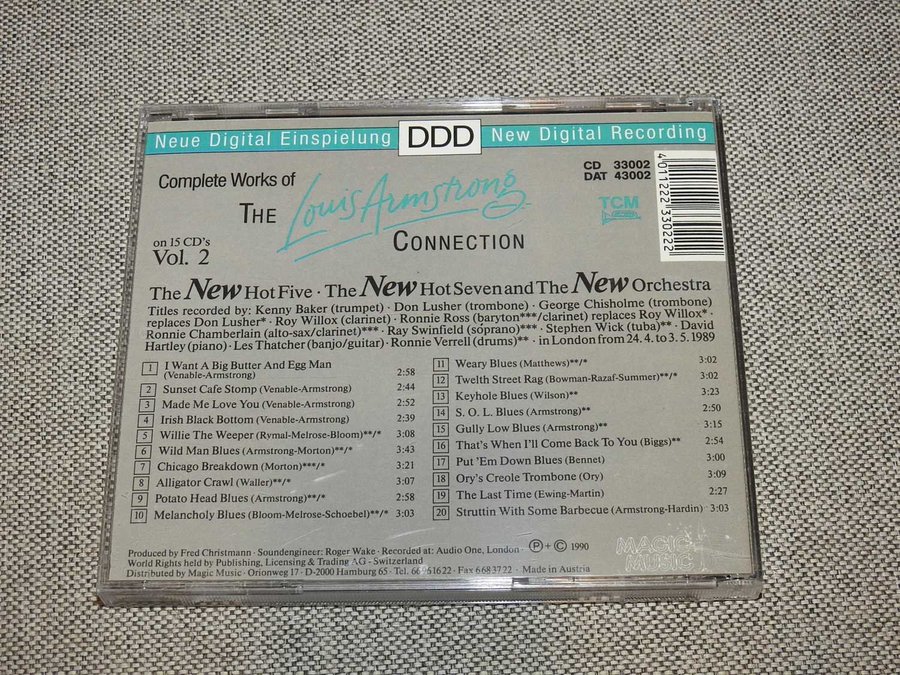 Neue Digital Einspielung DDD New Digital Recording
CD 33002
DAT 43002
4011222 330222
TCM
Complete Works of
THE Louis Armstrong
CONNECTION
on 15 CD's
Vol. 2
The New Hot Five · The New Hot Seven and The New Orchestra
Titles recorded by: Kenny Baker (trumpet) · Don Lusher (trombone) · George Chisholme (trombone)
replaces Don Lusher* · Roy Willox (clarinet) · Ronnie Ross (baryton***/clarinet) replaces Roy Willox* ·
Ronnie Chamberlain (alto-sax/clarinet)*** · Ray Swinfield (soprano)*** · Stephen Wick (tuba)** · David
Hartley (piano) · Les Thatcher (banjo/guitar) · Ronnie Verrell (drums)** · in London from 24. 4. to 3. 5. 1989
1 I Want A Big Butter And Egg Man
(Venable-Armstrong) 2:58
2 Sunset Cafe Stomp (Venable-Armstrong) 2:44
3 Made Me Love You (Venable-Armstrong) 2:52
4 Irish Black Bottom (Venable-Armstrong) 2:39
5 Willie The Weeper (Rymal-Melrose-Bloom)**/* 3:08
6 Wild Man Blues (Armstrong-Morton)**/* 3:43
7 Chicago Breakdown (Morton)***/* 3:21
8 Alligator Crawl (Waller)**/* 3:07
9 Potato Head Blues (Armstrong)**/* 2:58
10 Melancholy Blues (Bloom-Melrose-Schoebel)**/* 3:03
11 Weary Blues (Matthews)**/* 3:02
12 Twelth Street Rag (Bowman-Razaf-Summer)**/* 3:02
13 Keyhole Blues (Wilson)** 3:23
14 S. O. L. Blues (Armstrong)** 2:50
15 Gully Low Blues (Armstrong)** 3:15
16 That's When I'll Come Back To You (Biggs)** 2:54
17 Put 'Em Down Blues (Bennet) 3:00
18 Ory's Creole Trombone (Ory) 3:09
19 The Last Time (Ewing-Martin) 2:27
20 Struttin With Some Barbecue (Armstrong-Hardin) 3:03
Produced by Fred Christmann · Soundengineer: Roger Wake · Recorded at: Audio One, London · Ⓟ + © 1990
World Rights held by Publishing, Licensing & Trading AG - Switzerland
Distributed by Magic Music · Orionweg 17 · D-2000 Hamburg 65 · Tel. · Fax 6 68 37 22 · Made in Austria
MAGIC
MUSIC